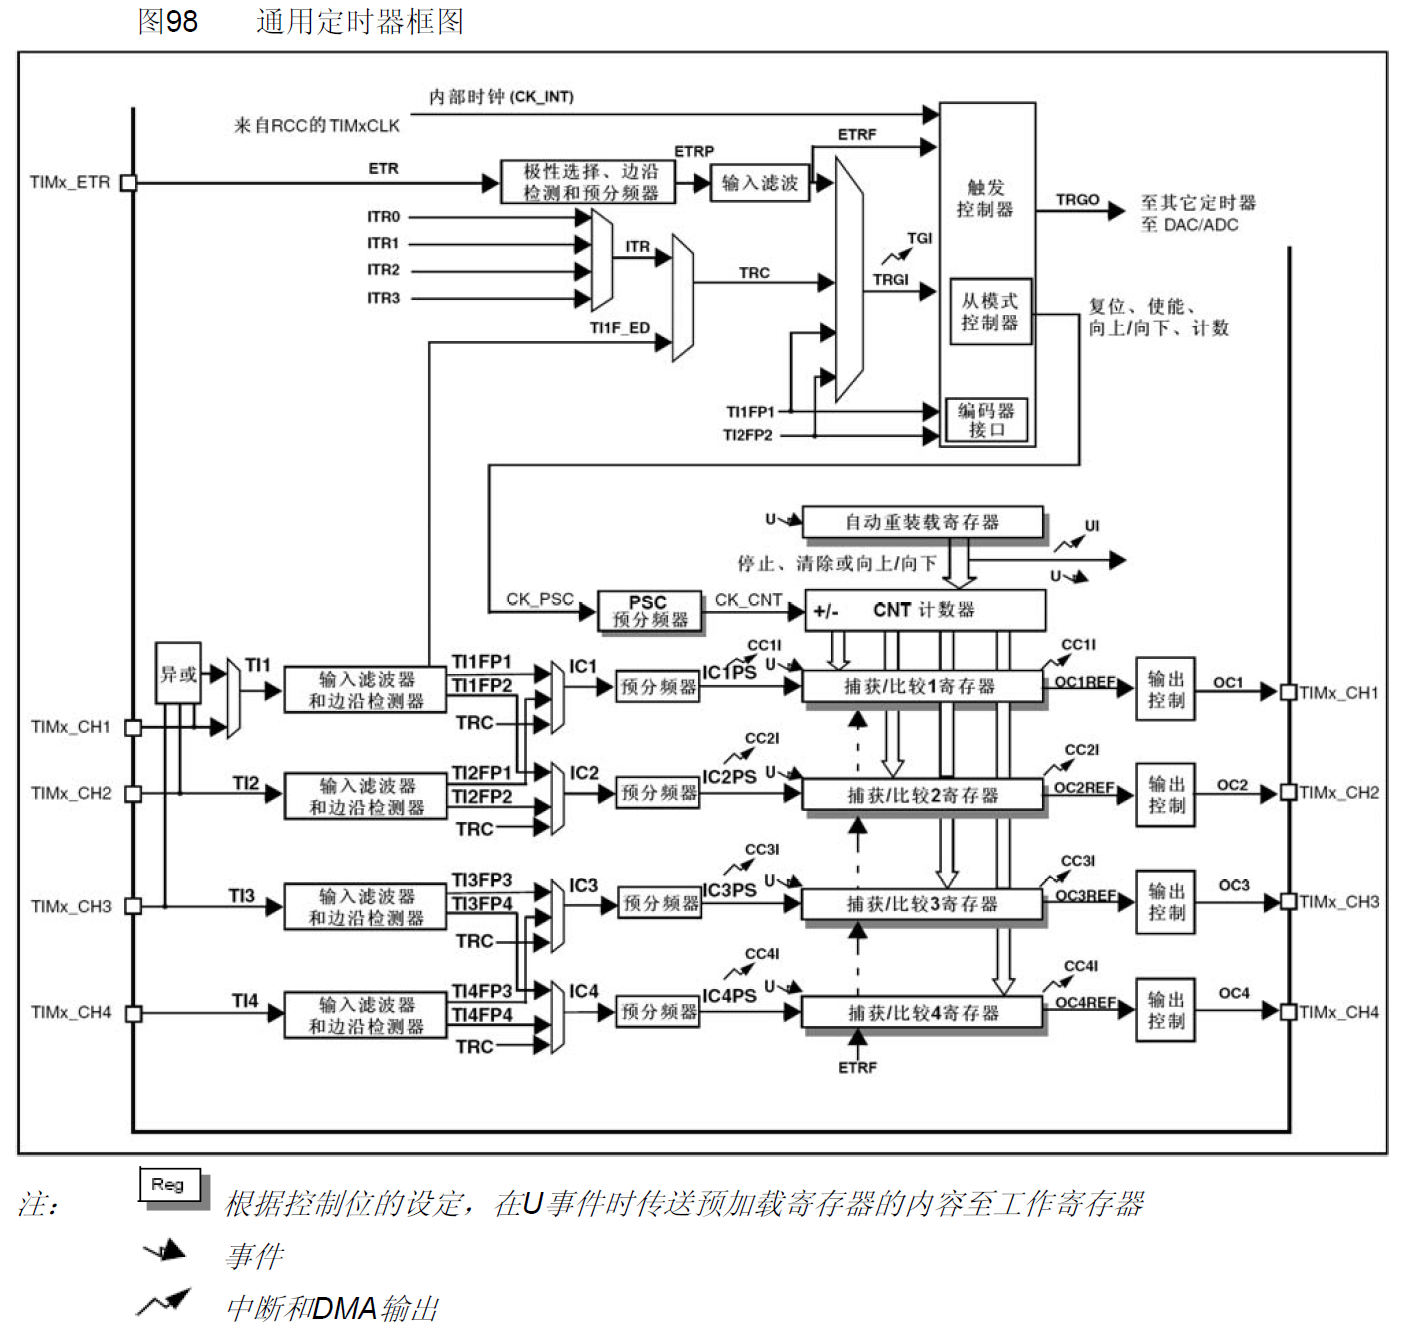 图98 通用定时器框图
内部时钟 (CK_INT)
来自RCC的TIMxCLK
ETRF
ETRP
ETR
TIMx_ETR
极性选择、边沿
检测和预分频器
输入滤波
触发
控制器
TRGO
至其它定时器
至 DAC/ADC
ITR0
ITR1
ITR2
ITR3
ITR
TRC
TGI
TRGI
TI1F_ED
从模式
控制器
复位、使能、
向上/向下、计数
TI1FP1
TI2FP2
编码器
接口
U
自动重装载寄存器
UI
停止、清除或向上/向下
U
CK_PSC
PSC
预分频器
CK_CNT
+/-
CNT 计数器
异或
TI1
输入滤波器
和边沿检测器
TI1FP1
TI1FP2
TRC
IC1
预分频器
IC1PS
CC1I
U
捕获/比较1寄存器
CC1I
OC1REF
输出
控制
OC1
TIMx_CH1
TIMx_CH1
TIMx_CH2
TI2
输入滤波器
和边沿检测器
TI2FP1
TI2FP2
TRC
IC2
预分频器
IC2PS
CC2I
U
捕获/比较2寄存器
CC2I
OC2REF
输出
控制
OC2
TIMx_CH2
TIMx_CH3
TI3
输入滤波器
和边沿检测器
TI3FP3
TI3FP4
TRC
IC3
预分频器
IC3PS
CC3I
U
捕获/比较3寄存器
CC3I
OC3REF
输出
控制
OC3
TIMx_CH3
TIMx_CH4
TI4
输入滤波器
和边沿检测器
TI4FP3
TI4FP4
TRC
IC4
预分频器
IC4PS
CC4I
U
捕获/比较4寄存器
CC4I
OC4REF
输出
控制
OC4
TIMx_CH4
ETRF
注： Reg 根据控制位的设定，在U事件时传送预加载寄存器的内容至工作寄存器
事件
中断和DMA输出